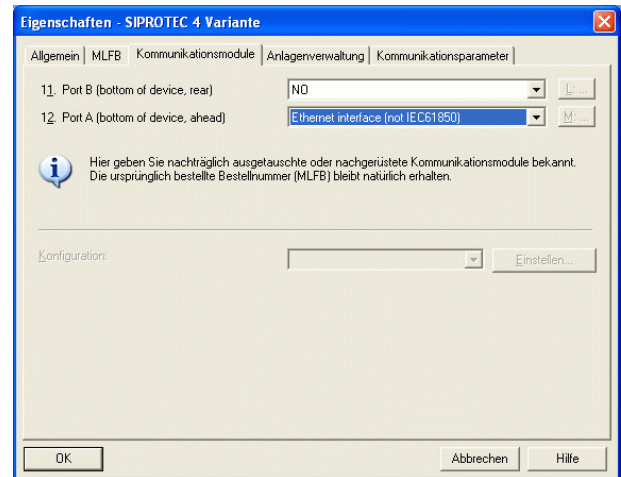 Eigenschaften - SIPROTEC 4 Variante
Allgemein MLFB Kommunikationsmodule Anlagenverwaltung Kommunikationsparameter
11. Port B (bottom of device, rear) NO L: ...
12. Port A (bottom of device, ahead) Ethernet interface (not IEC61850) M: ...
Hier geben Sie nachträglich ausgetauschte oder nachgerüstete Kommunikationsmodule bekannt.
Die ursprünglich bestellte Bestellnummer (MLFB) bleibt natürlich erhalten.
Konfiguration: Einstellen...
OK Abbrechen Hilfe